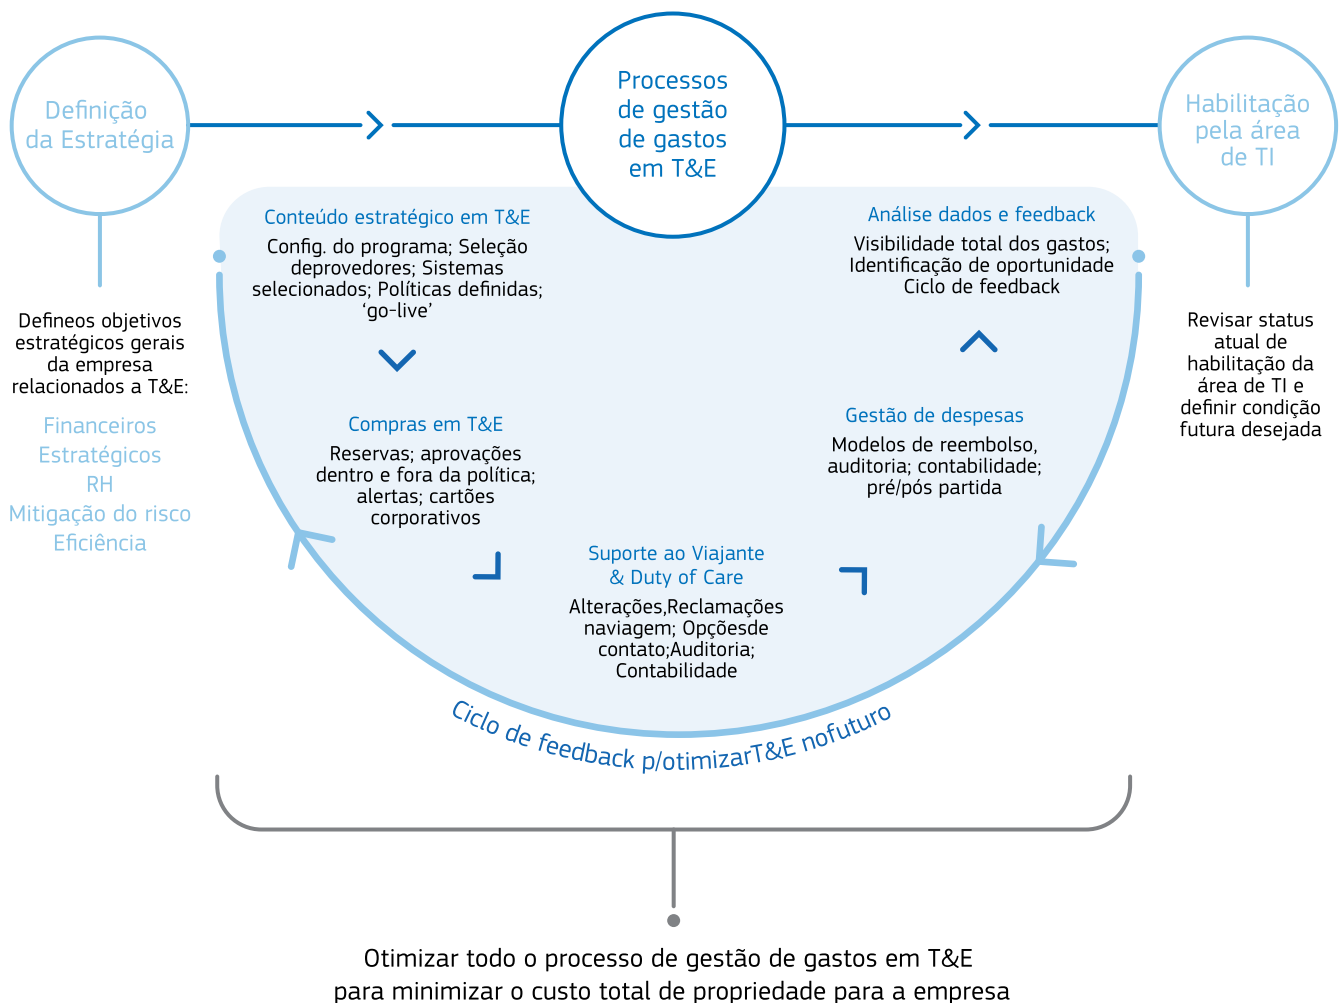 Definição
da Estratégia
Processos
de gestão
de gastos
em T&E
Habilitação
pela área
de TI
Defineos objetivos
estratégicos gerais
da empresa
relacionados a T&E:
Financeiros
Estratégicos
RH
Mitigação do risco
Eficiência
Conteúdo estratégico em T&E
Config. do programa; Seleção
deprovedores; Sistemas
selecionados; Políticas definidas;
‘go-live’
Compras em T&E
Reservas; aprovações
dentro e fora da política;
alertas; cartões
corporativos
Suporte ao Viajante
& Duty of Care
Alterações,Reclamações
naviagem; Opçõesde
contato;Auditoria;
Contabilidade
Gestão de despesas
Modelos de reembolso,
auditoria; contabilidade;
pré/pós partida
Análise dados e feedback
Visibilidade total dos gastos;
Identificação de oportunidade
Ciclo de feedback
Revisar status
atual de
habilitação da
área de TI e
definir condição
futura desejada
Ciclo de feedback p/otimizarT&E nofuturo
Otimizar todo o processo de gestão de gastos em T&E
para minimizar o custo total de propriedade para a empresa